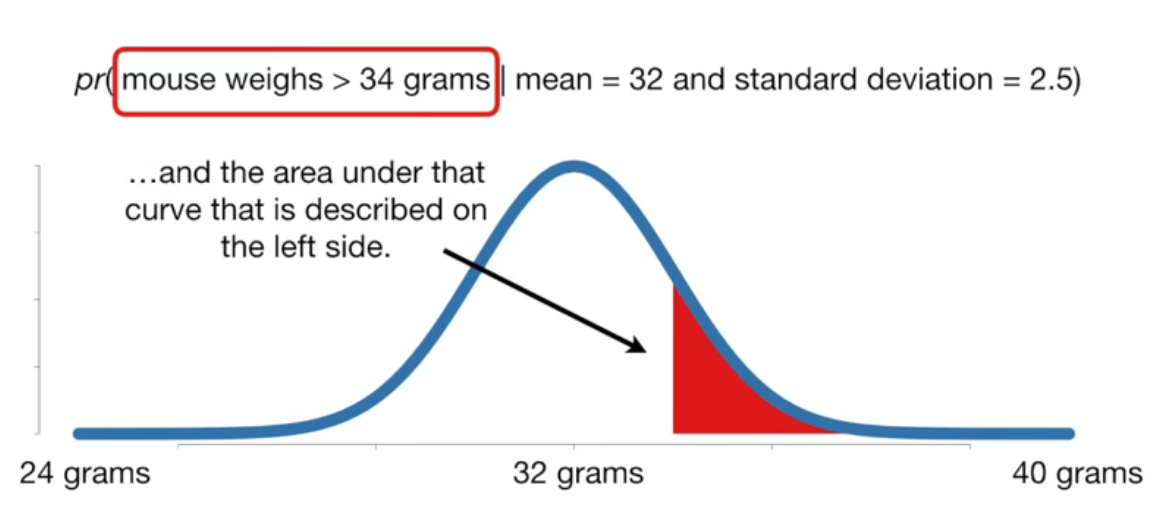 pr(mouse weighs > 34 grams | mean = 32 and standard deviation = 2.5)
…and the area under that
curve that is described on
the left side.
24 grams
32 grams
40 grams